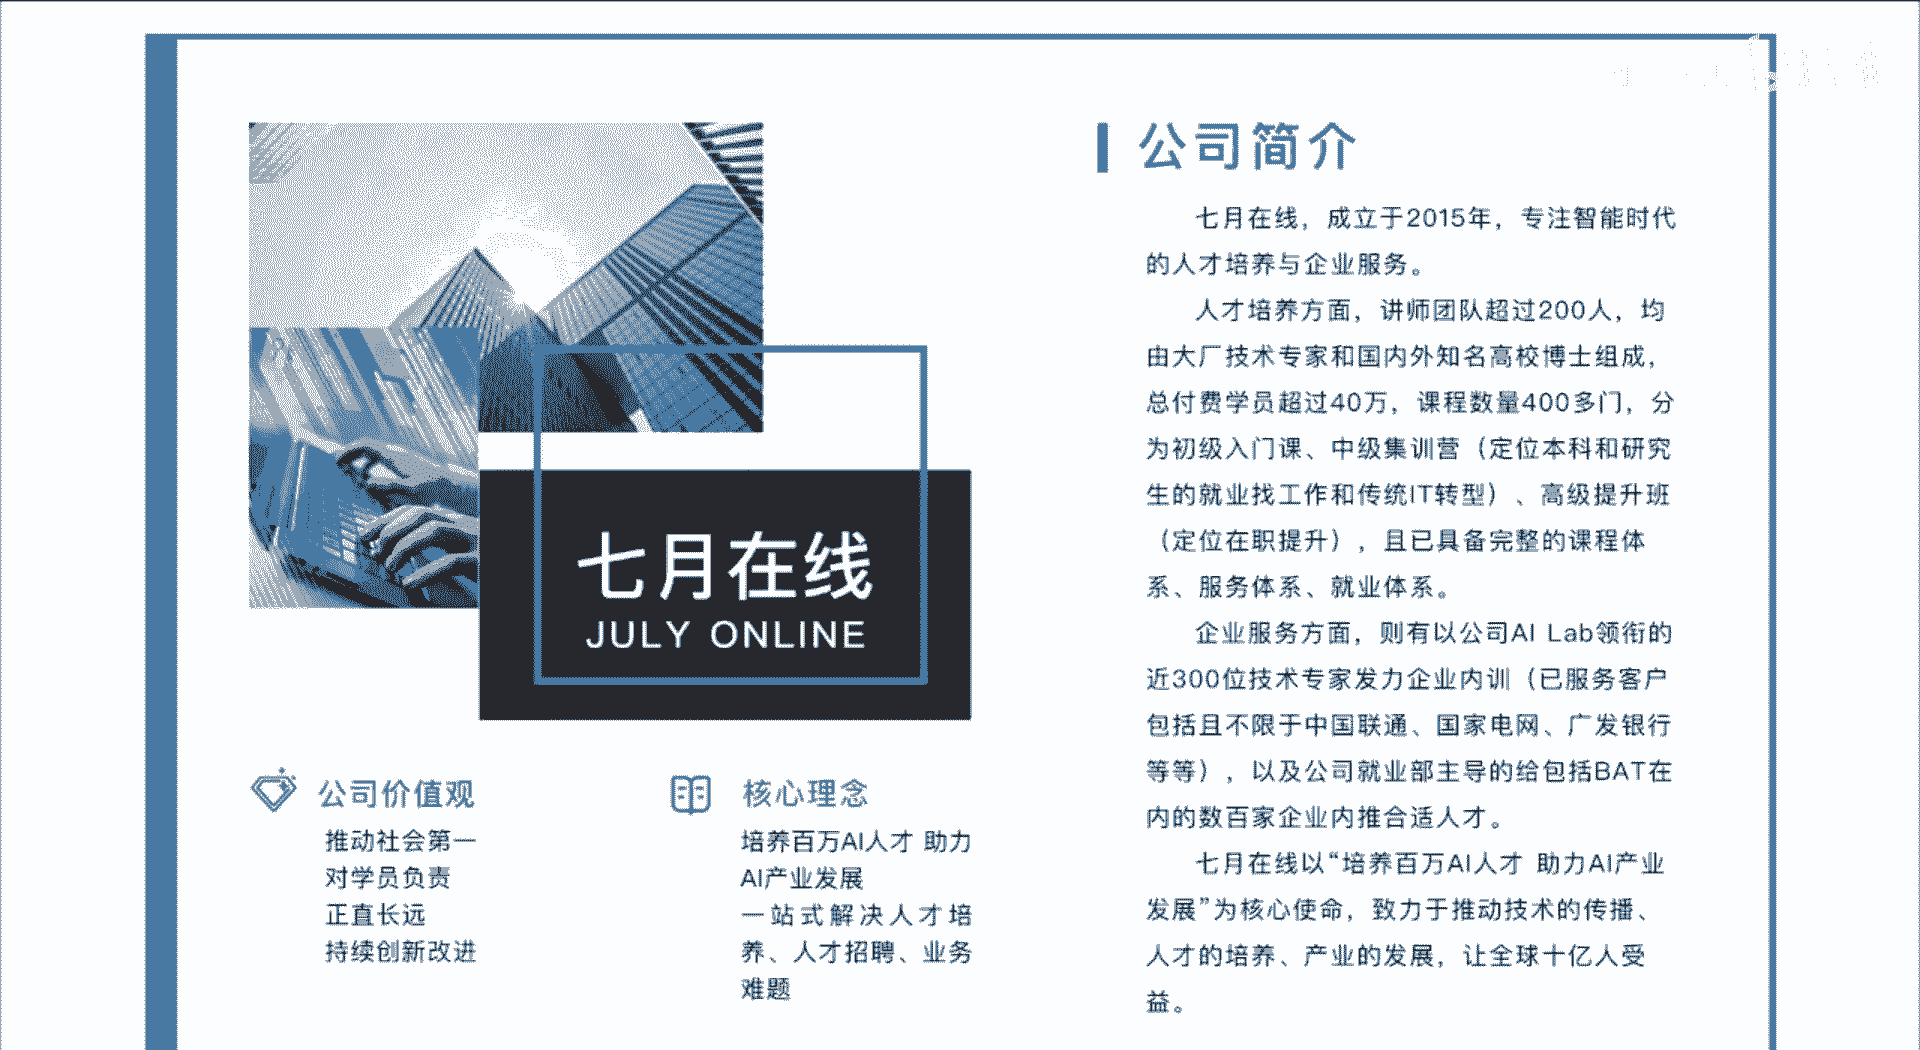 七月在线
JULY ONLINE
公司价值观
推动社会第一
对学员负责
正直长远
持续创新改进
核心理念
培养百万AI人才 助力
AI产业发展
一站式解决人才培
养、人才招聘、业务
难题
公司简介
七月在线，成立于2015年，专注智能时代
的人才培养与企业服务。
人才培养方面，讲师团队超过200人，均
由大厂技术专家和国内外知名高校博士组成，
总付费学员超过40万，课程数量400多门，分
为初级入门课、中级集训营（定位本科和研究
生的就业找工作和传统IT转型）、高级提升班
（定位在职提升），且已具备完整的课程体
系、服务体系、就业体系。
企业服务方面，则有以公司AI Lab领衔的
近300位技术专家发力企业内训（已服务客户
包括且不限于中国联通、国家电网、广发银行
等等），以及公司就业部主导的给包括BAT在
内的数百家企业内推合适人才。
七月在线以“培养百万AI人才 助力AI产业
发展”为核心使命，致力于推动技术的传播、
人才的培养、产业的发展，让全球十亿人受
益。